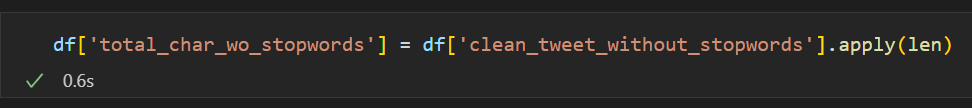 df['total_char_wo_stopwords'] = df['clean_tweet_without_stopwords'].apply(len)
0.6s